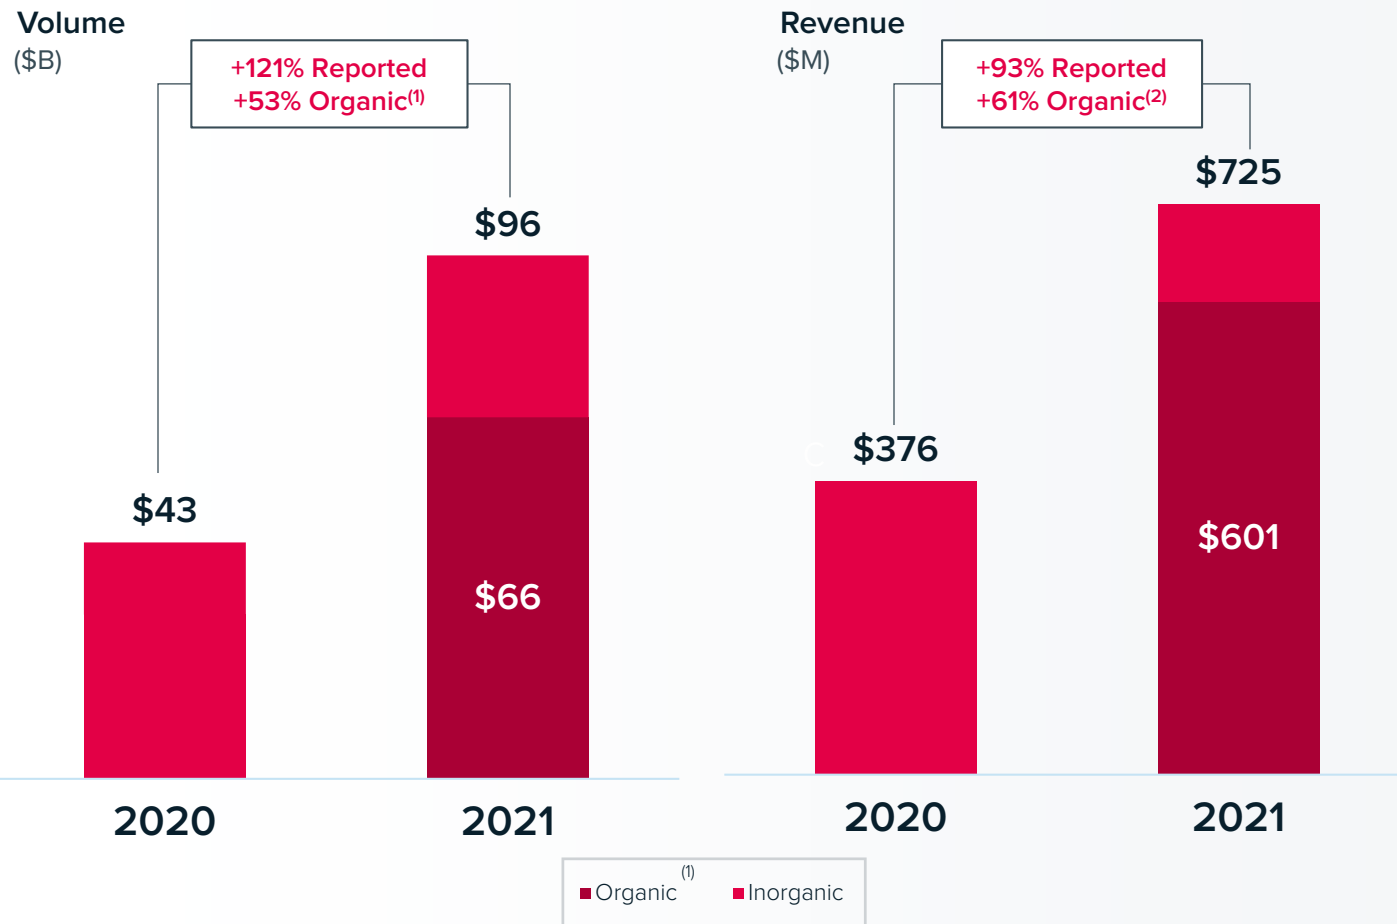 Volume
($B)
+121% Reported
+53% Organic(1)
$96
$43
$66
2020
2021
Revenue
($M)
+93% Reported
+61% Organic(2)
$725
$376
$601
2020
2021
(1)
Organic
Inorganic